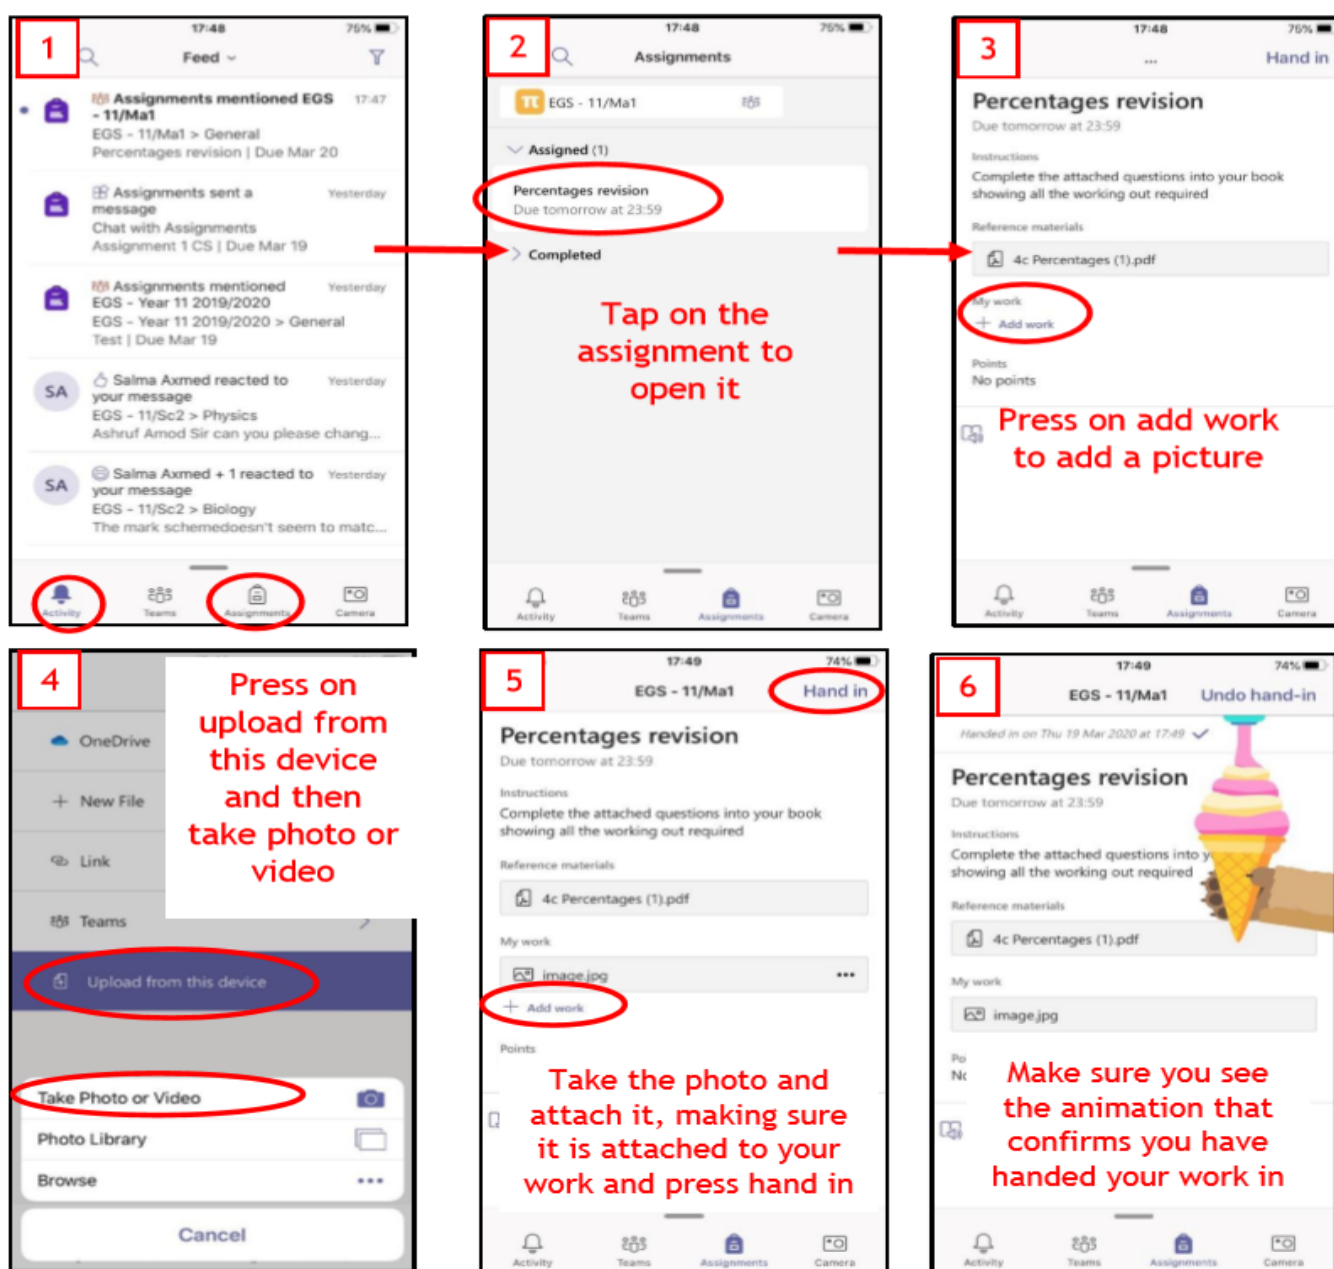 1
17:48
75%
Feed
Assignments mentioned EGS
- 11/Ma1
17:47
EGS - 11/Ma1 > General
Percentages revision | Due Mar 20
Assignments sent a
message
Yesterday
Chat with Assignments
Assignment 1 CS | Due Mar 19
Assignments mentioned
EGS - Year 11 2019/2020
Yesterday
EGS - Year 11 2019/2020 > General
Test | Due Mar 19
SA
Salma Axmed reacted to
your message
Yesterday
EGS - 11/Sc2 > Physics
Ashruf Amod Sir can you please chang...
SA
Salma Axmed + 1 reacted to
your message
Yesterday
EGS - 11/Sc2 > Biology
The mark schemedoesn't seem to matc...
Activity
Teams
Assignments
Camera
2
17:48
75%
Assignments
π
EGS - 11/Ma1
Assigned (1)
Percentages revision
Due tomorrow at 23:59
Completed
Tap on the
assignment to
open it
Activity
Teams
Assignments
Camera
3
17:48
75%
...
Hand in
Percentages revision
Due tomorrow at 23:59
Instructions
Complete the attached questions into your book
showing all the working out required
Reference materials
4c Percentages (1).pdf
My work
+ Add work
Points
No points
Press on add work
to add a picture
Activity
Teams
Assignments
Camera
4
Press on
upload from
this device
and then
take photo or
video
OneDrive
+ New File
Link
Teams
Upload from this device
Take Photo or Video
Photo Library
Browse
Cancel
5
17:49
74%
EGS - 11/Ma1
Hand in
Percentages revision
Due tomorrow at 23:59
Instructions
Complete the attached questions into your book
showing all the working out required
Reference materials
4c Percentages (1).pdf
My work
image.jpg
+ Add work
Points
Take the photo and
attach it, making sure
it is attached to your
work and press hand in
Activity
Teams
Assignments
Camera
6
17:49
74%
EGS - 11/Ma1
Undo hand-in
Handed in on Thu 19 Mar 2020 at 17:49
Percentages revision
Due tomorrow at 23:59
Instructions
Complete the attached questions into y
showing all the working out required
Reference materials
4c Percentages (1).pdf
My work
image.jpg
Po
Nc
Make sure you see
the animation that
confirms you have
handed your work in
Activity
Teams
Assignments
Camera